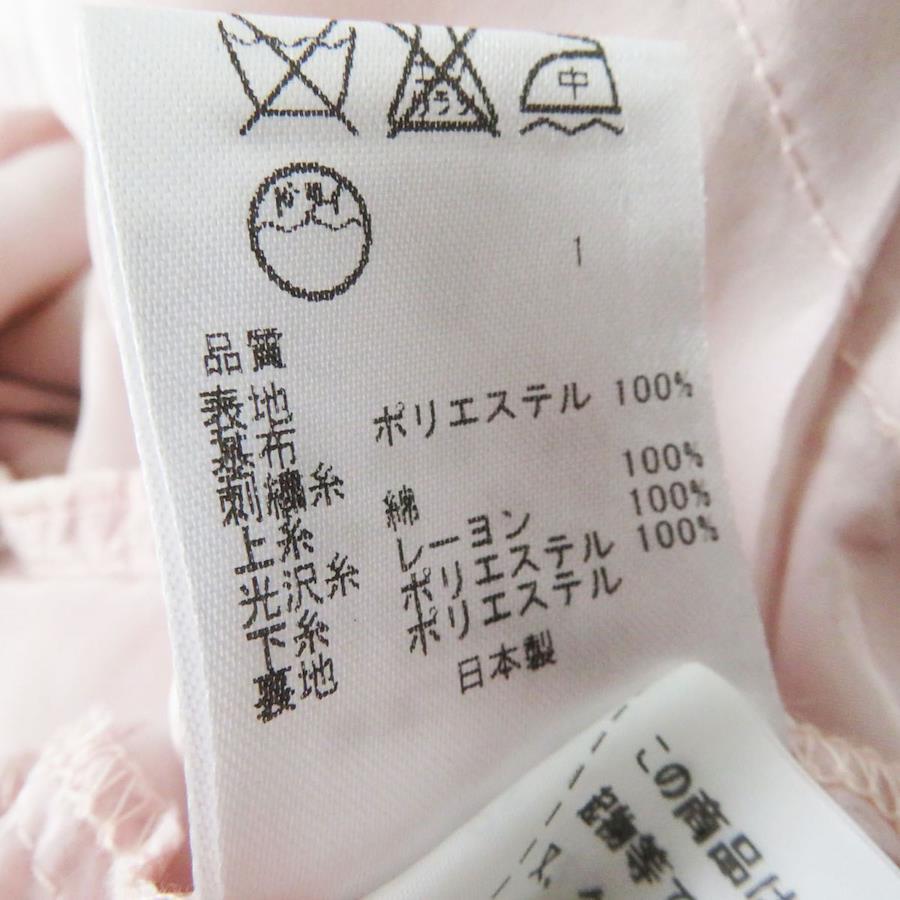 中
1
品質
表地
基布 ポリエステル 100%
刺繍糸
上糸 綿 100%
光沢糸 レーヨン 100%
下糸 ポリエステル 100%
裏地 ポリエステル
日本製
この商品は